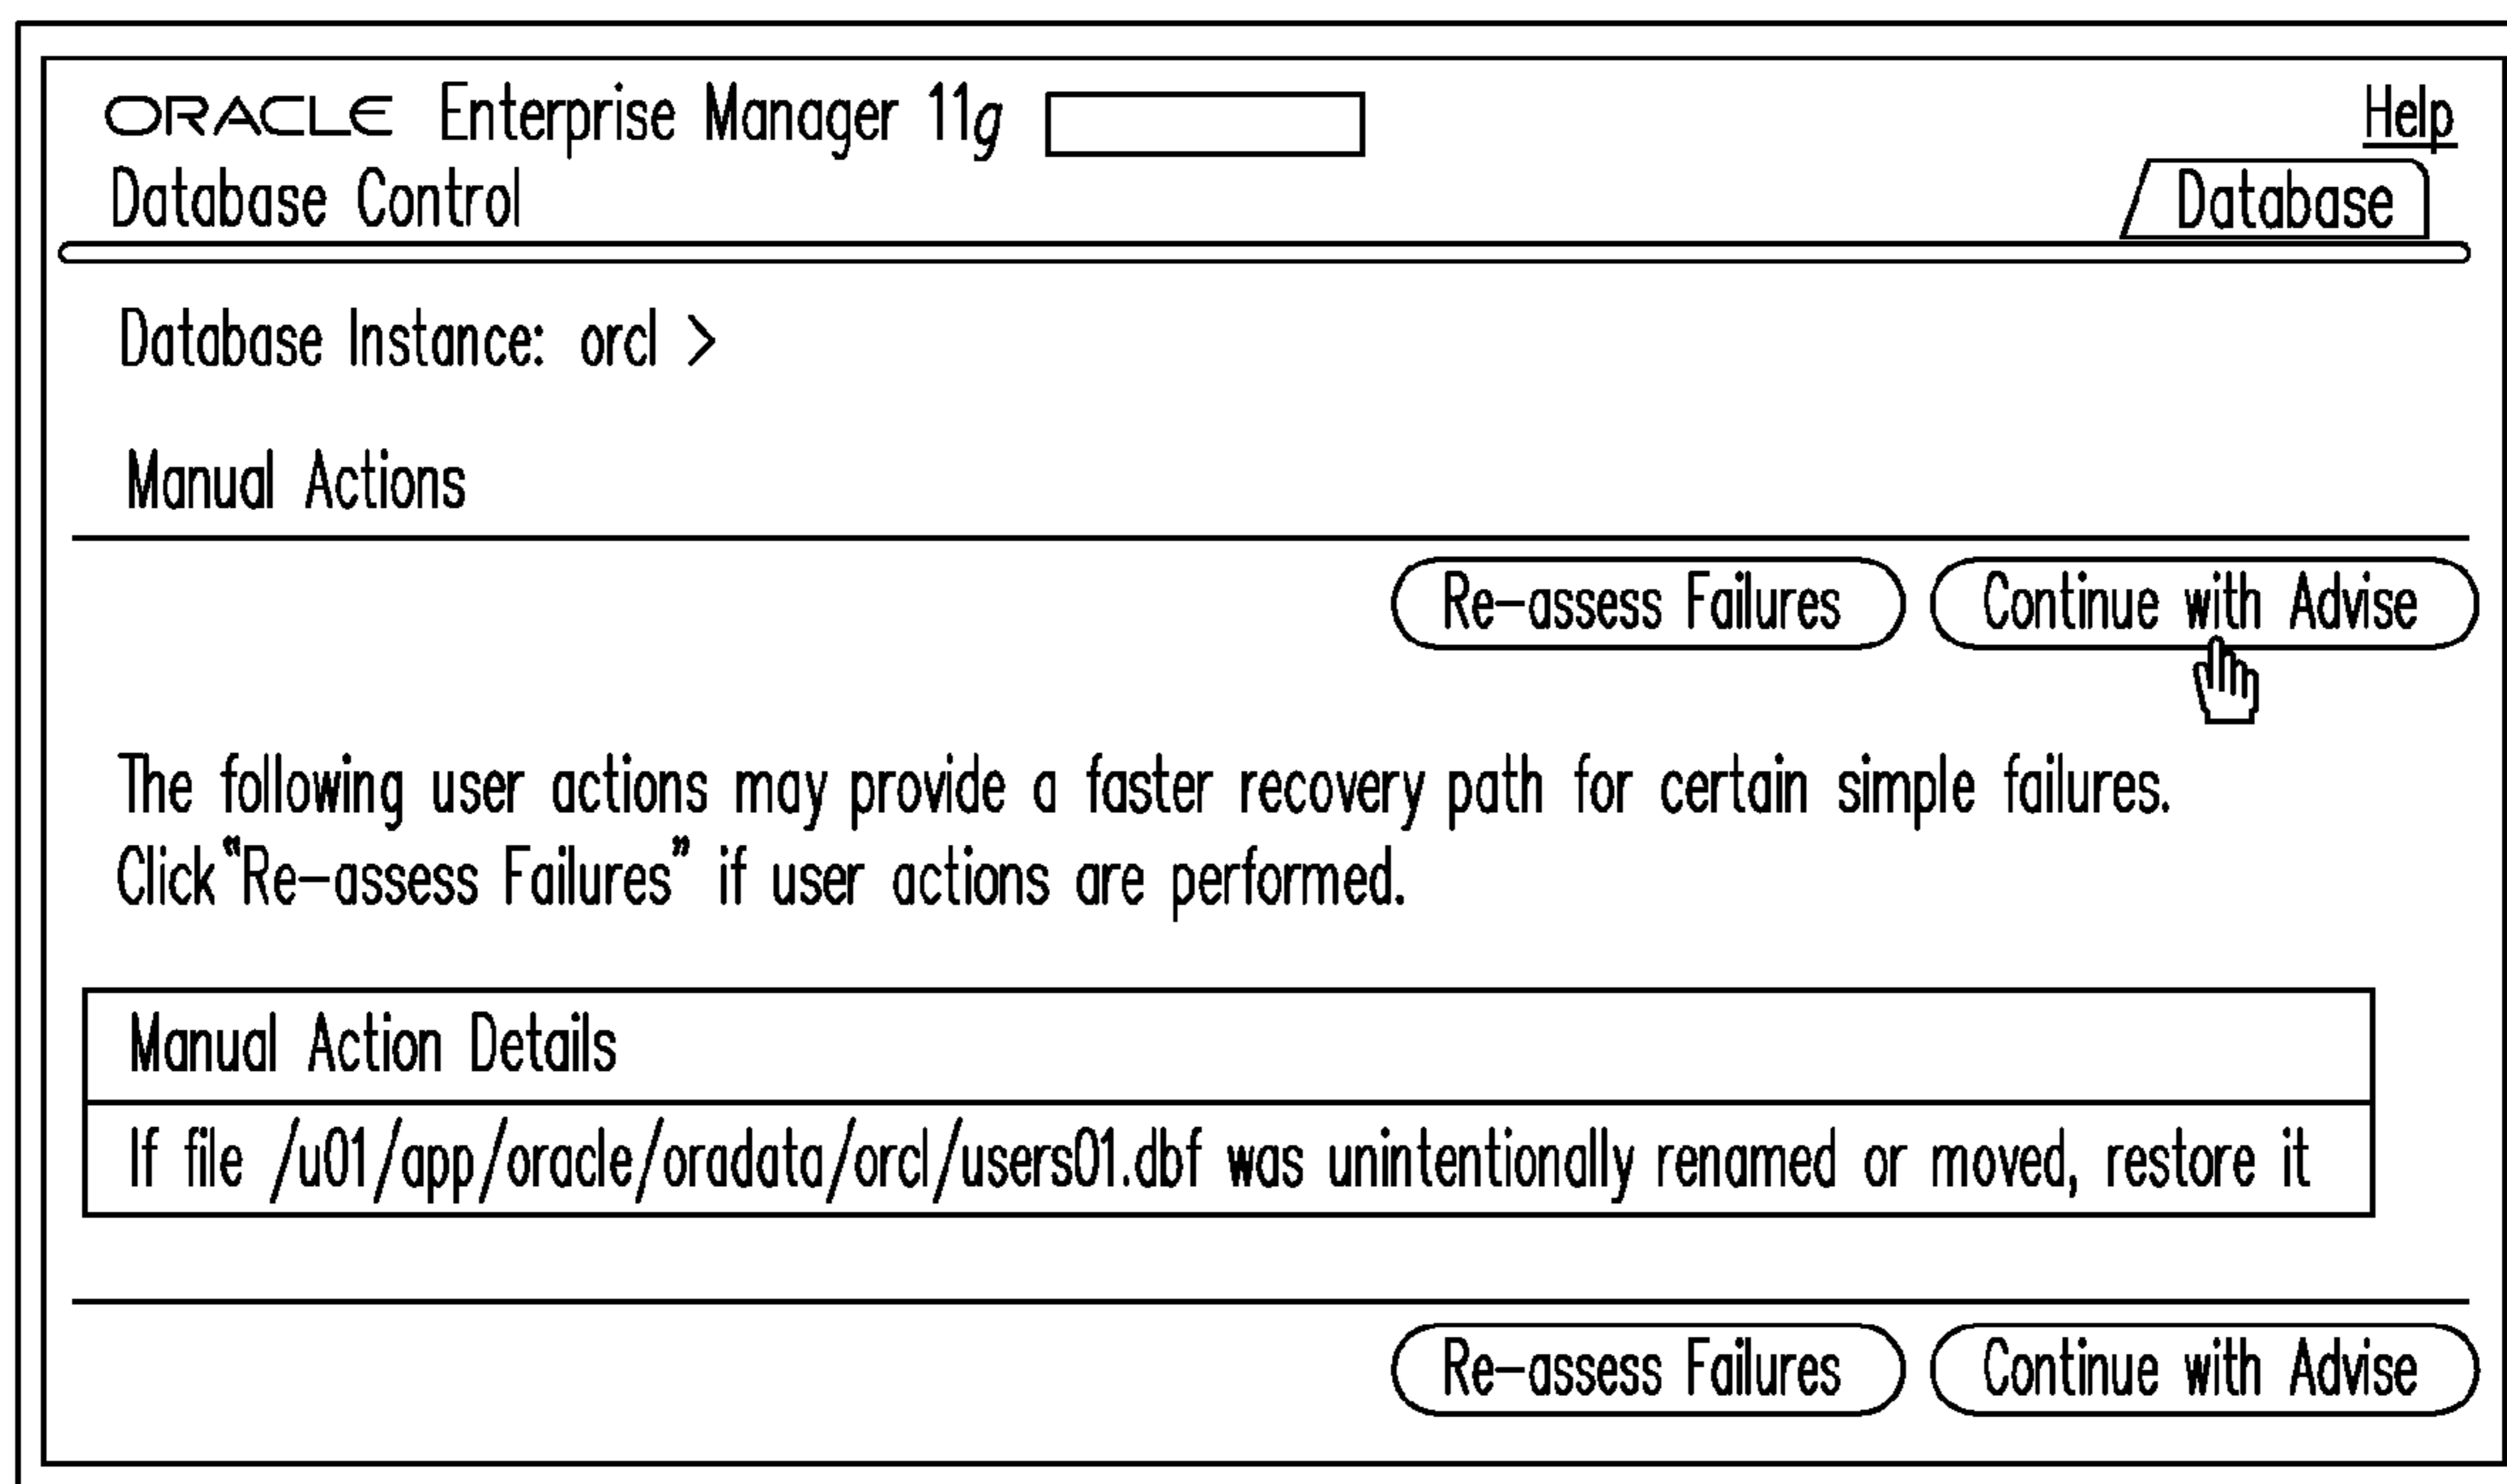 ORACLE Enterprise Manager 11g
Help
Database Control
Database
Database Instance: orcl >
Manual Actions
Re-assess Failures
Continue with Advise
The following user actions may provide a faster recovery path for certain simple failures.
Click "Re-assess Failures" if user actions are performed.
Manual Action Details
If file /u01/app/oracle/oradata/orcl/users01.dbf was unintentionally renamed or moved, restore it
Re-assess Failures
Continue with Advise